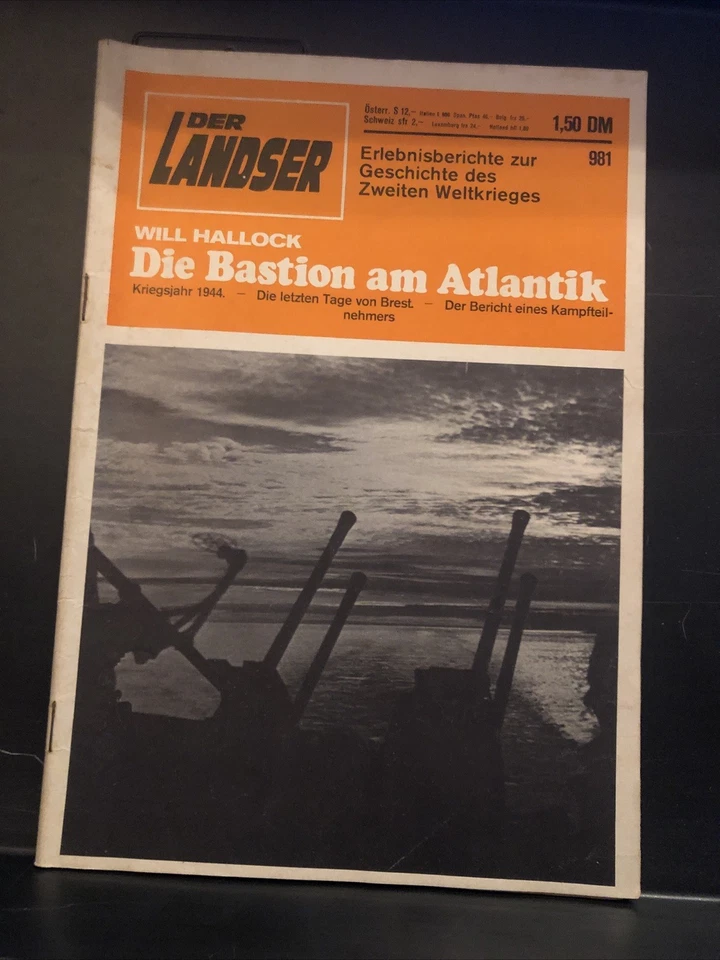 DER
LANDSER
Österr. S 12,–
Schweiz sfr 2,–
1,50 DM
981
Erlebnisberichte zur
Geschichte des
Zweiten Weltkrieges
WILL HALLOCK
Die Bastion am Atlantik
Kriegsjahr 1944. — Die letzten Tage von Brest. — Der Bericht eines Kampfteil-
nehmers